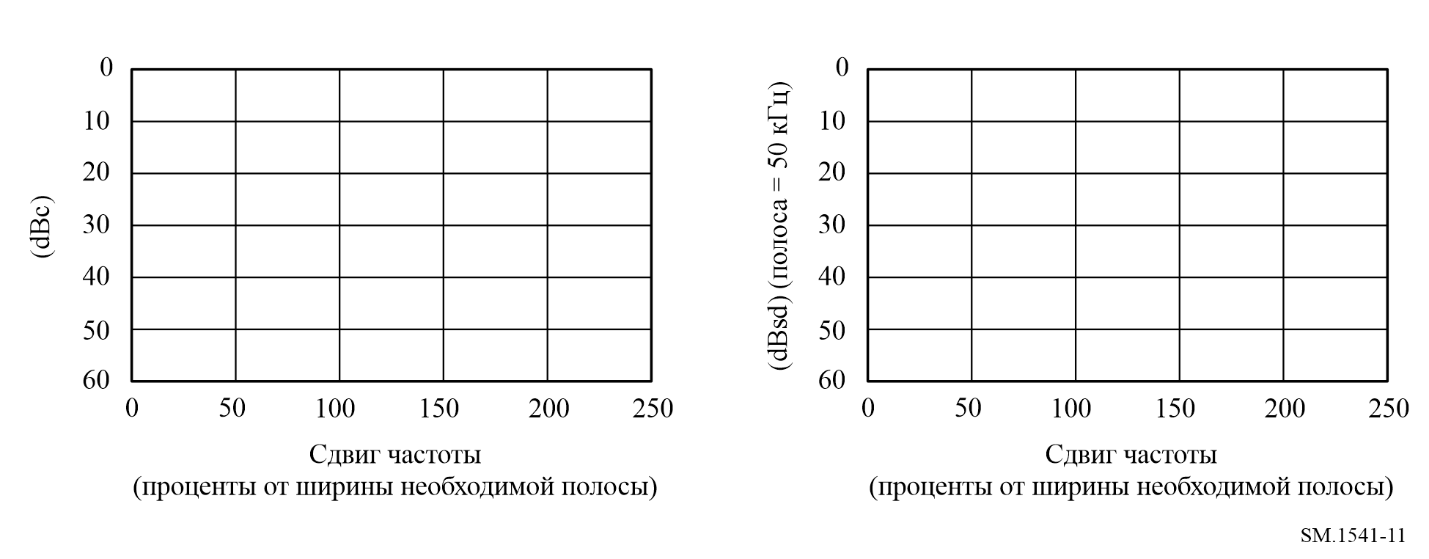 0
10
20
30
40
50
60
(dBc)
0 50 100 150 200 250
Сдвиг частоты
(проценты от ширины необходимой полосы)
0
10
20
30
40
50
60
(dBsd) (полоса = 50 кГц)
0 50 100 150 200 250
Сдвиг частоты
(проценты от ширины необходимой полосы)
SM.1541-11